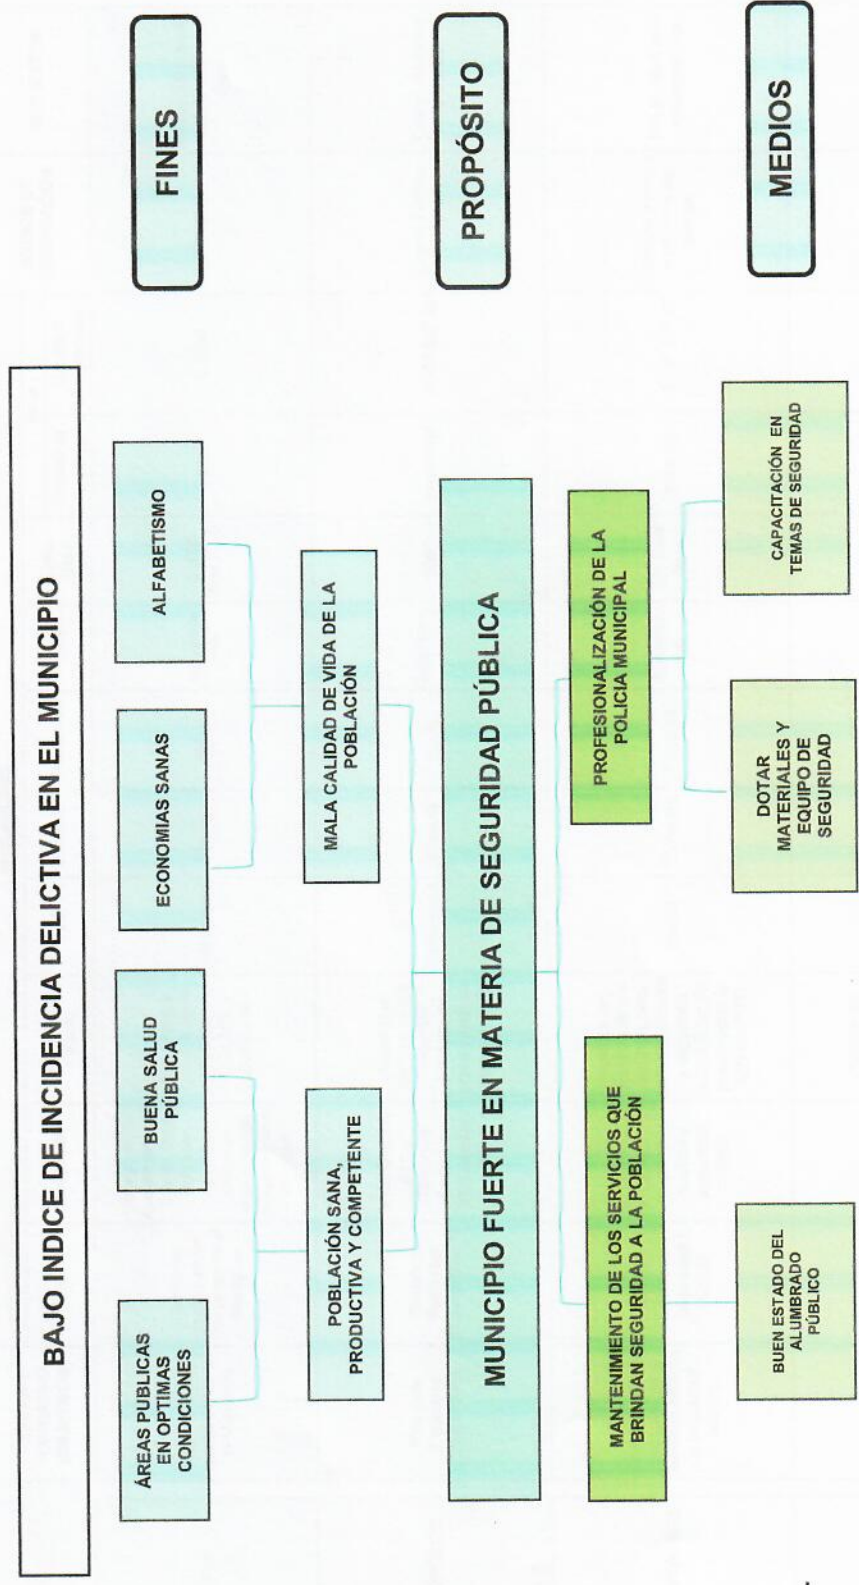 BAJO INDICE DE INCIDENCIA DELICTIVA EN EL MUNICIPIO
ÁREAS PUBLICAS
EN OPTIMAS
CONDICIONES
BUENA SALUD
PÚBLICA
ECONOMIAS SANAS
ALFABETISMO
FINES
POBLACIÓN SANA,
PRODUCTIVA Y COMPETENTE
MALA CALIDAD DE VIDA DE LA
POBLACIÓN
MUNICIPIO FUERTE EN MATERIA DE SEGURIDAD PÚBLICA
PROPÓSITO
MANTENIMIENTO DE LOS SERVICIOS QUE
BRINDAN SEGURIDAD A LA POBLACIÓN
PROFESIONALIZACIÓN DE LA
POLICIA MUNICIPAL
BUEN ESTADO DEL
ALUMBRADO
PÚBLICO
DOTAR
MATERIALES Y
EQUIPO DE
SEGURIDAD
CAPACITACIÓN EN
TEMAS DE SEGURIDAD
MEDIOS